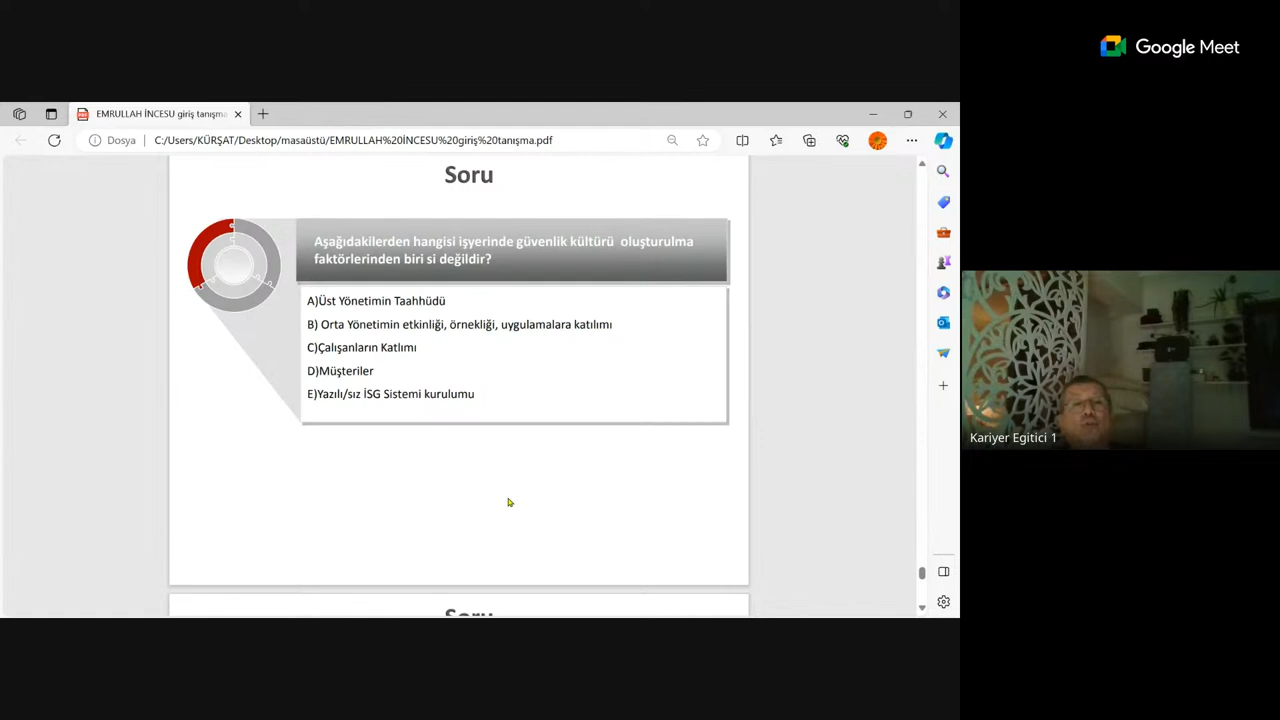 Google Meet
EMRULLAH İNCESU giriş tanışma
Dosya
C:/Users/KÜRŞAT/Desktop/masaüstü/EMRULLAH%20İNCESU%20giriş%20tanışma.pdf
Soru
Aşağıdakilerden hangisi işyerinde güvenlik kültürü oluşturulma
faktörlerinden biri si değildir?
A)Üst Yönetimin Taahhüdü
B) Orta Yönetimin etkinliği, örnekliği, uygulamalara katılımı
C)Çalışanların Katlımı
D)Müşteriler
E)Yazılı/sız İSG Sistemi kurulumu
Kariyer Egitici 1
Soru